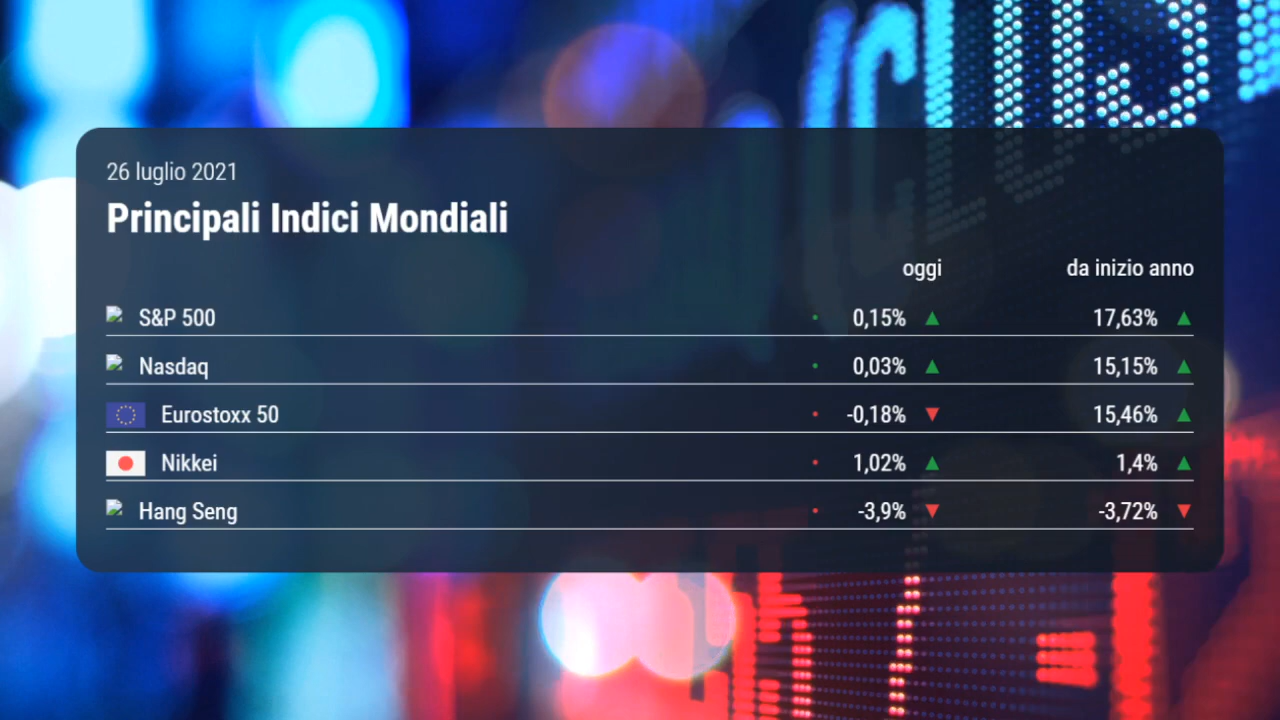 26 luglio 2021
Principali Indici Mondiali
oggi da inizio anno
S&P 500 0,15% ▲ 17,63% ▲
Nasdaq 0,03% ▲ 15,15% ▲
Eurostoxx 50 -0,18% ▼ 15,46% ▲
Nikkei 1,02% ▲ 1,4% ▲
Hang Seng -3,9% ▼ -3,72% ▼